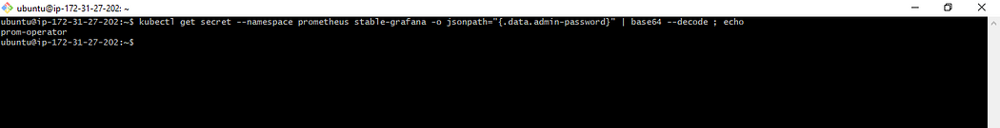 ubuntu@ip-172-31-27-202: ~
ubuntu@ip-172-31-27-202:~$ kubectl get secret --namespace prometheus stable-grafana -o jsonpath="{.data.admin-password}" | base64 --decode ; echo
prom-operator
ubuntu@ip-172-31-27-202:~$